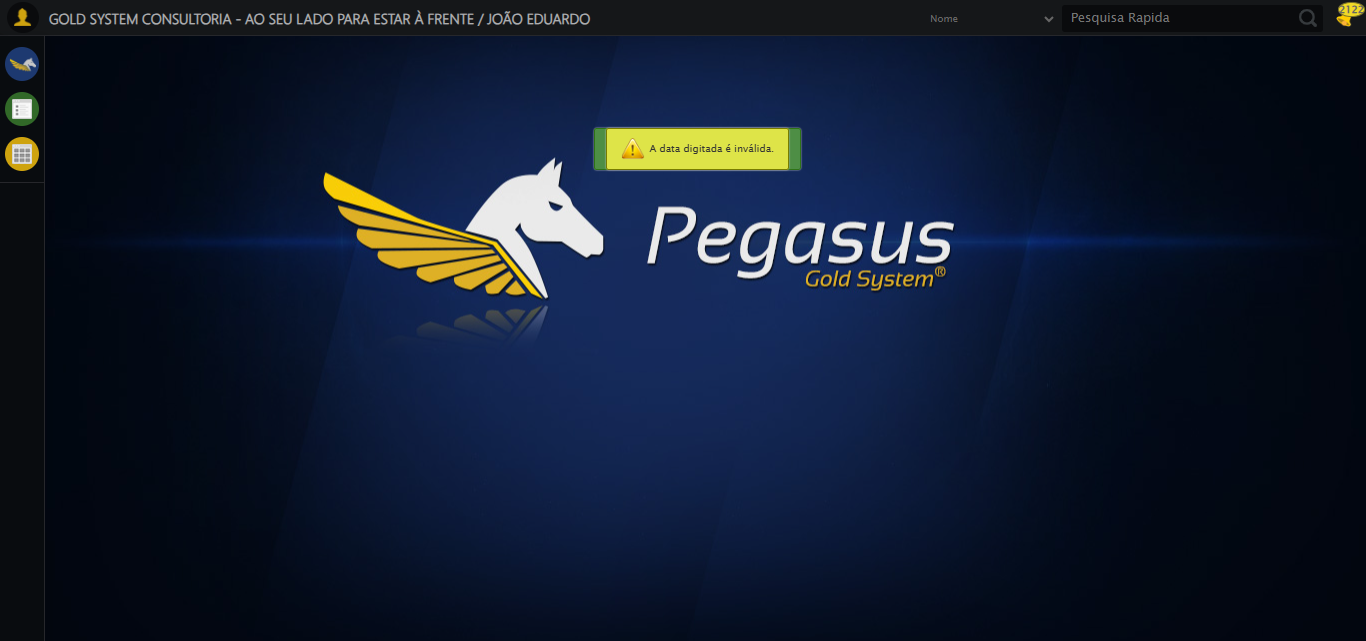 GOLD SYSTEM CONSULTORIA - AO SEU LADO PARA ESTAR À FRENTE / JOÃO EDUARDO
Nome
Pesquisa Rapida
2122
A data digitada é inválida.
Pegasus
Gold System®